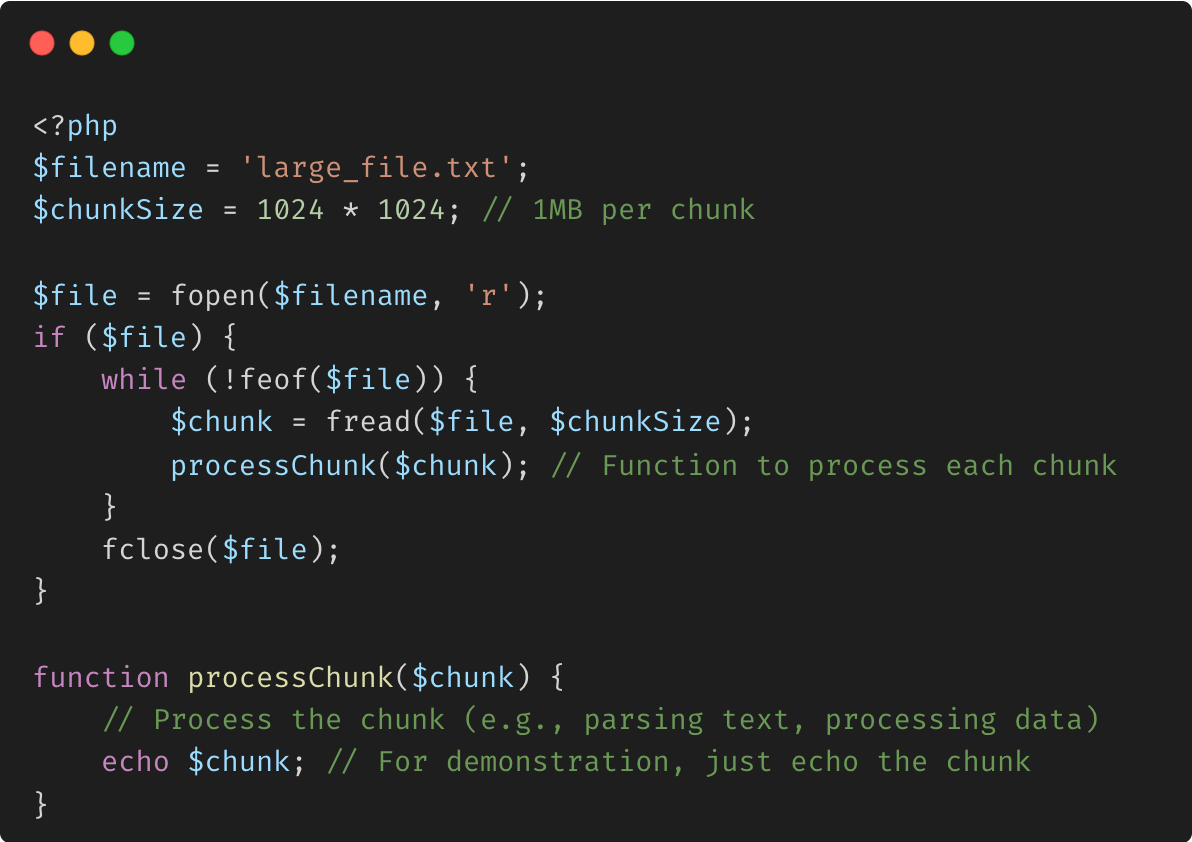 <?php
$filename = 'large_file.txt';
$chunkSize = 1024 * 1024; // 1MB per chunk

$file = fopen($filename, 'r');
if ($file) {
    while (!feof($file)) {
        $chunk = fread($file, $chunkSize);
        processChunk($chunk); // Function to process each chunk
    }
    fclose($file);
}

function processChunk($chunk) {
    // Process the chunk (e.g., parsing text, processing data)
    echo $chunk; // For demonstration, just echo the chunk
}